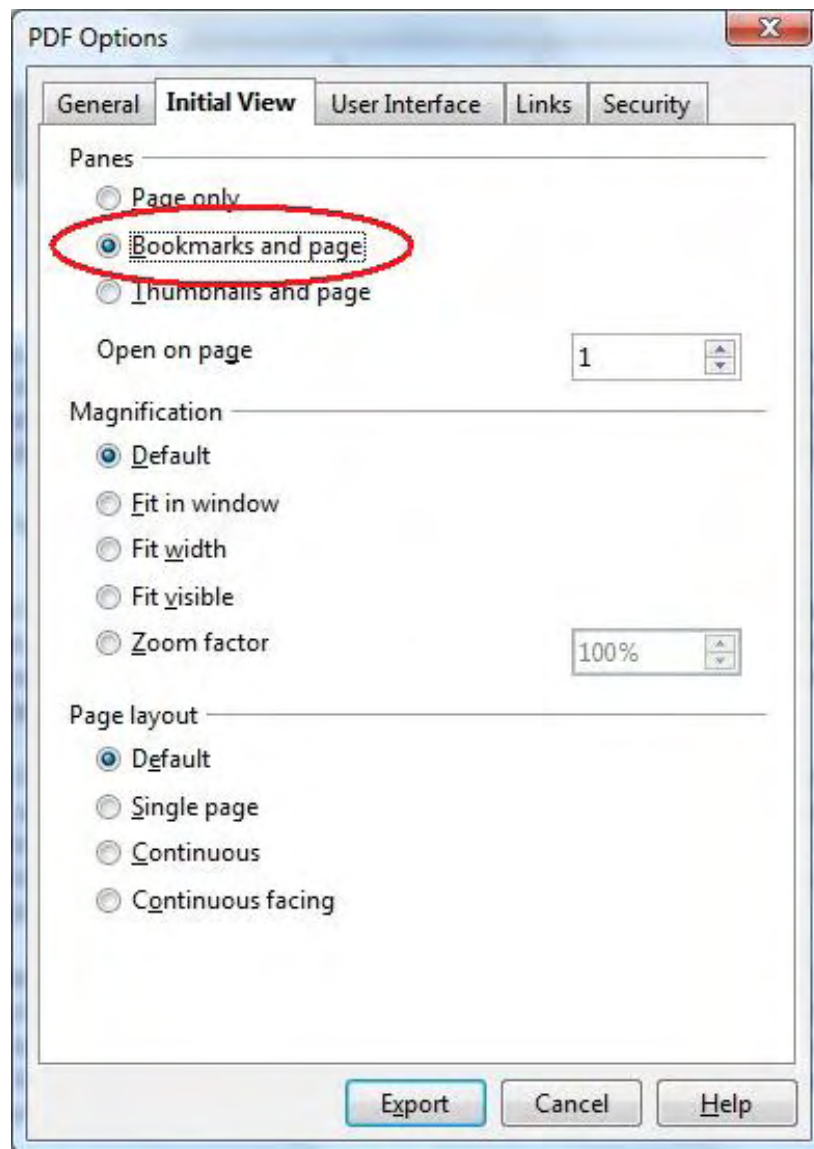 PDF Options
General Initial View User Interface Links Security
Panes
Page only
Bookmarks and page
Thumbnails and page
Open on page 1
Magnification
Default
Fit in window
Fit width
Fit visible
Zoom factor 100%
Page layout
Default
Single page
Continuous
Continuous facing
Export Cancel Help